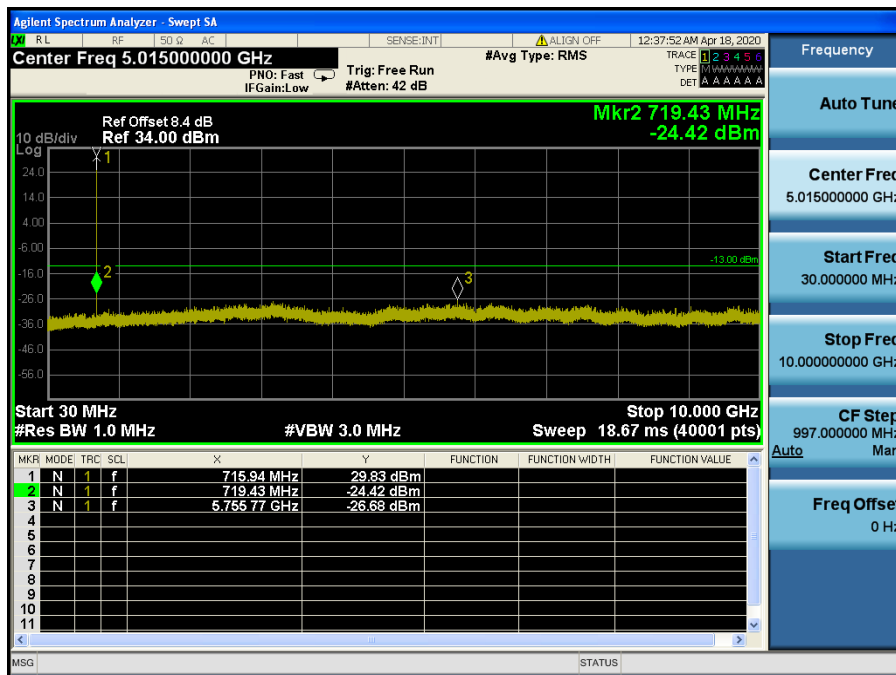 Agilent Spectrum Analyzer - Swept SA
LXI RL RF 50 Ω AC SENSE:INT ALIGN OFF 12:37:52 AM Apr 18, 2020
Center Freq 5.015000000 GHz
PNO: Fast
IFGain:Low
Trig: Free Run
#Atten: 42 dB
#Avg Type: RMS
TRACE 1 2 3 4 5 6
TYPE M W W W W W
DET A A A A A A
Frequency
Mkr2 719.43 MHz
-24.42 dBm
Ref Offset 8.4 dB
10 dB/div Ref 34.00 dBm
Log
1
24.0
14.0
4.00
-6.00
-13.00 dBm
-16.0
2
3
-26.0
-36.0
-46.0
-56.0
Start 30 MHz Stop 10.000 GHz
#Res BW 1.0 MHz #VBW 3.0 MHz Sweep 18.67 ms (40001 pts)
MKR MODE TRC SCL X Y FUNCTION FUNCTION WIDTH FUNCTION VALUE
1 N 1 f 715.94 MHz 29.83 dBm
2 N 1 f 719.43 MHz -24.42 dBm
3 N 1 f 5.755 77 GHz -26.68 dBm
4
5
6
7
8
9
10
11
MSG STATUS
Auto Tune
Center Freq
5.015000000 GHz
Start Freq
30.000000 MHz
Stop Freq
10.000000000 GHz
CF Step
997.000000 MHz
Auto Man
Freq Offset
0 Hz